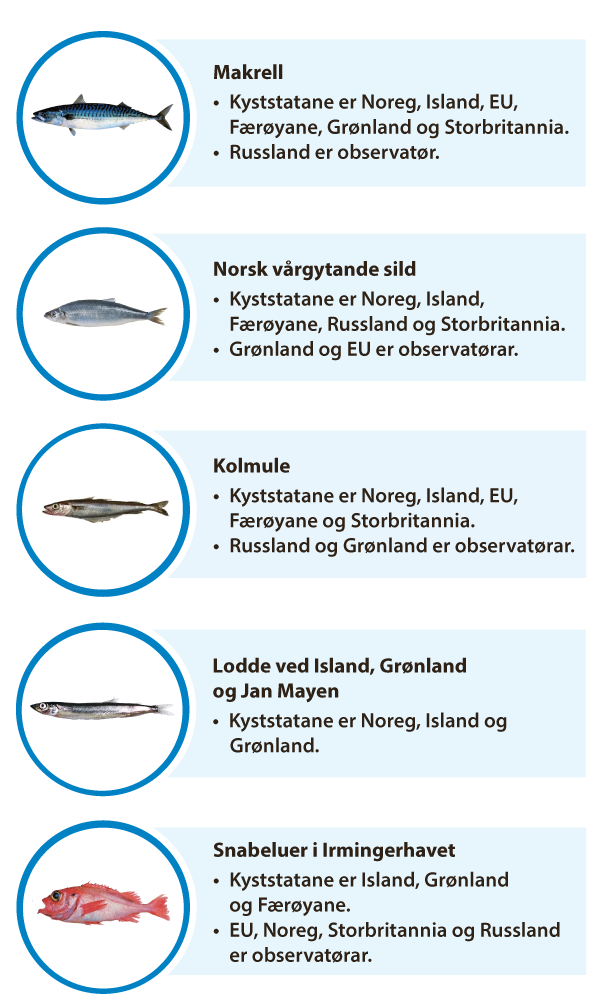 Makrell
• Kyststatane er Noreg, Island, EU,
Færøyane, Grønland og Storbritannia.
• Russland er observatør.
Norsk vårgytande sild
• Kyststatane er Noreg, Island,
Færøyane, Russland og Storbritannia.
• Grønland og EU er observatørar.
Kolmule
• Kyststatane er Noreg, Island, EU,
Færøyane og Storbritannia.
• Russland og Grønland er observatørar.
Lodde ved Island, Grønland
og Jan Mayen
• Kyststatane er Noreg, Island og
Grønland.
Snabeluer i Irmingerhavet
• Kyststatane er Island, Grønland
og Færøyane.
• EU, Noreg, Storbritannia og Russland
er observatørar.